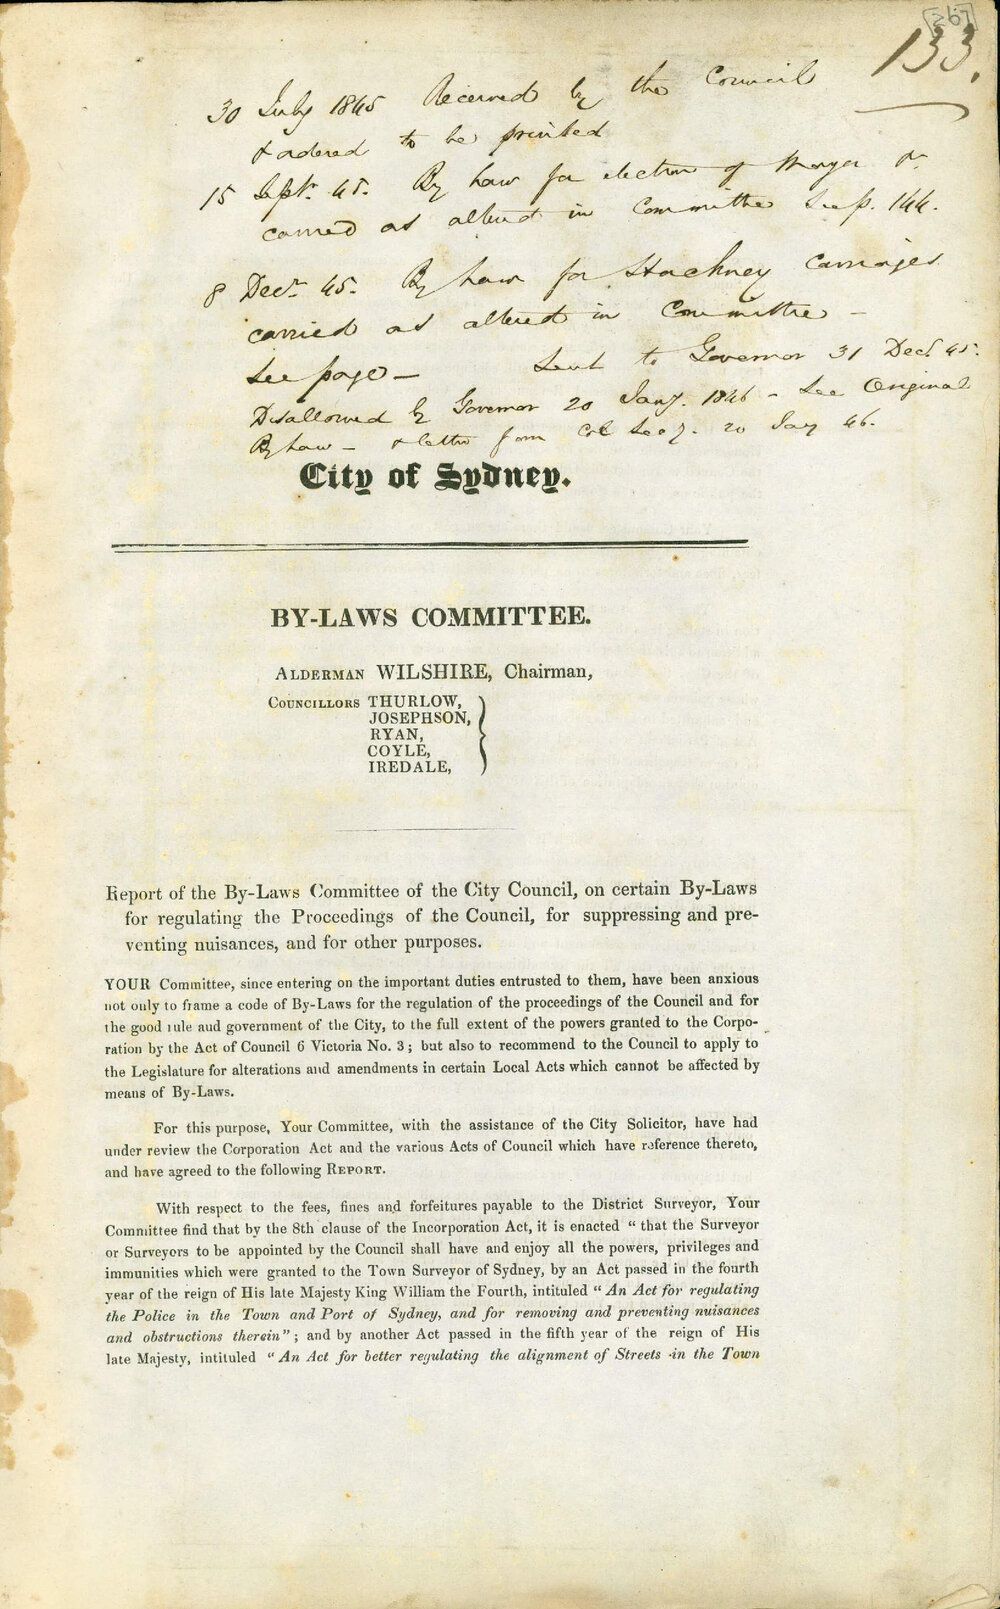 [267]
133.
30 July 1845 Received by the Council
& ordered to be printed
15 Sept. 45. By Law for election of Mayor &c
carried as altered in Committee See p. 144.
8 Decr. 45. By Law for Hackney Carriages
carried as altered in Committee –
See page – Sent to Governor 31 Decr 45.
Disallowed by Governor 20 Jany. 1846 - See Original
By Law – & letter from Col Secy. 20 Jany 46.
City of Sydney.
BY-LAWS COMMITTEE.
ALDERMAN WILSHIRE, Chairman,
COUNCILLORS THURLOW,
JOSEPHSON,
RYAN,
COYLE,
IREDALE,
Report of the By-Laws Committee of the City Council, on certain By-Laws
for regulating the Proceedings of the Council, for suppressing and pre-
venting nuisances, and for other purposes.
YOUR Committee, since entering on the important duties entrusted to them, have been anxious
not only to frame a code of By-Laws for the regulation of the proceedings of the Council and for
the good rule and government of the City, to the full extent of the powers granted to the Corpo-
ration by the Act of Council 6 Victoria No. 3; but also to recommend to the Council to apply to
the Legislature for alterations and amendments in certain Local Acts which cannot be affected by
means of By-Laws.
For this purpose, Your Committee, with the assistance of the City Solicitor, have had
under review the Corporation Act and the various Acts of Council which have reference thereto,
and have agreed to the following REPORT.
With respect to the fees, fines and forfeitures payable to the District Surveyor, Your
Committee find that by the 8th clause of the Incorporation Act, it is enacted "that the Surveyor
or Surveyors to be appointed by the Council shall have and enjoy all the powers, privileges and
immunities which were granted to the Town Surveyor of Sydney, by an Act passed in the fourth
year of the reign of His late Majesty King William the Fourth, intituled "An Act for regulating
the Police in the Town and Port of Sydney, and for removing and preventing nuisances
and obstructions therein"; and by another Act passed in the fifth year of the reign of His
late Majesty, intituled "An Act for better regulating the alignment of Streets in the Town